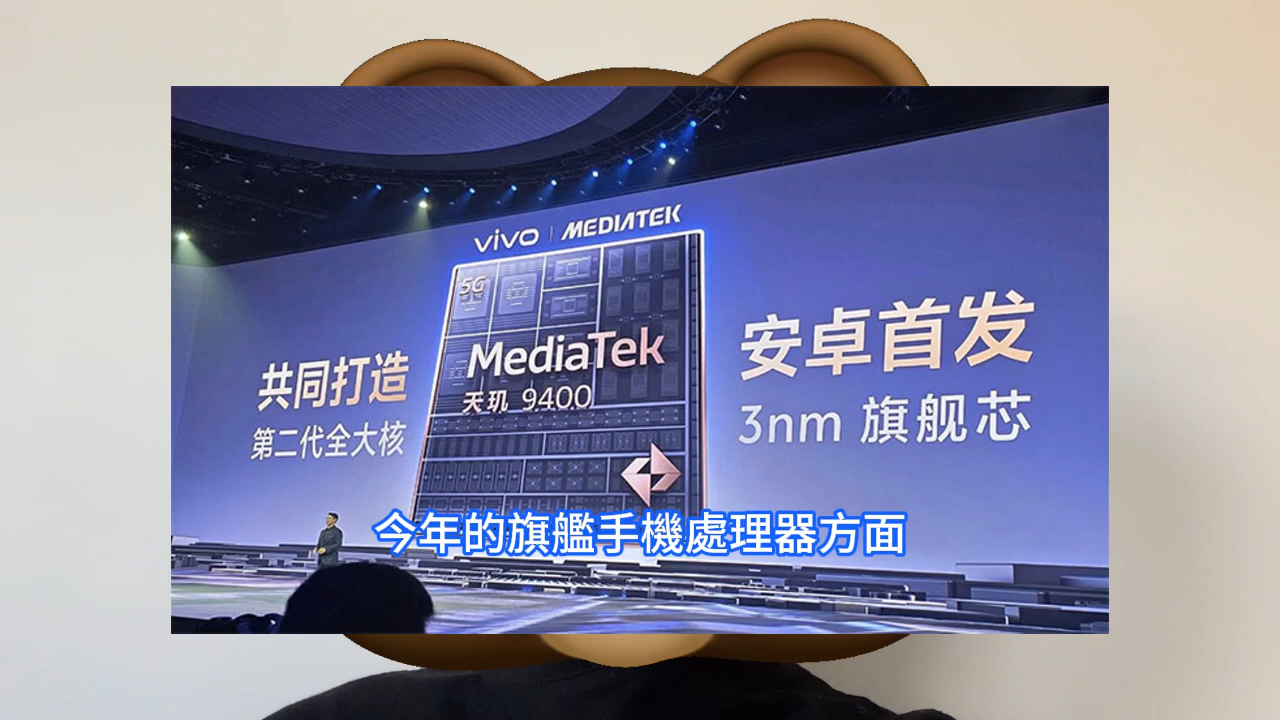 vivo | MEDIATEK
5G
MediaTek
天玑 9400
共同打造
第二代全大核
安卓首发
3nm 旗舰芯
今年的旗艦手機處理器方面